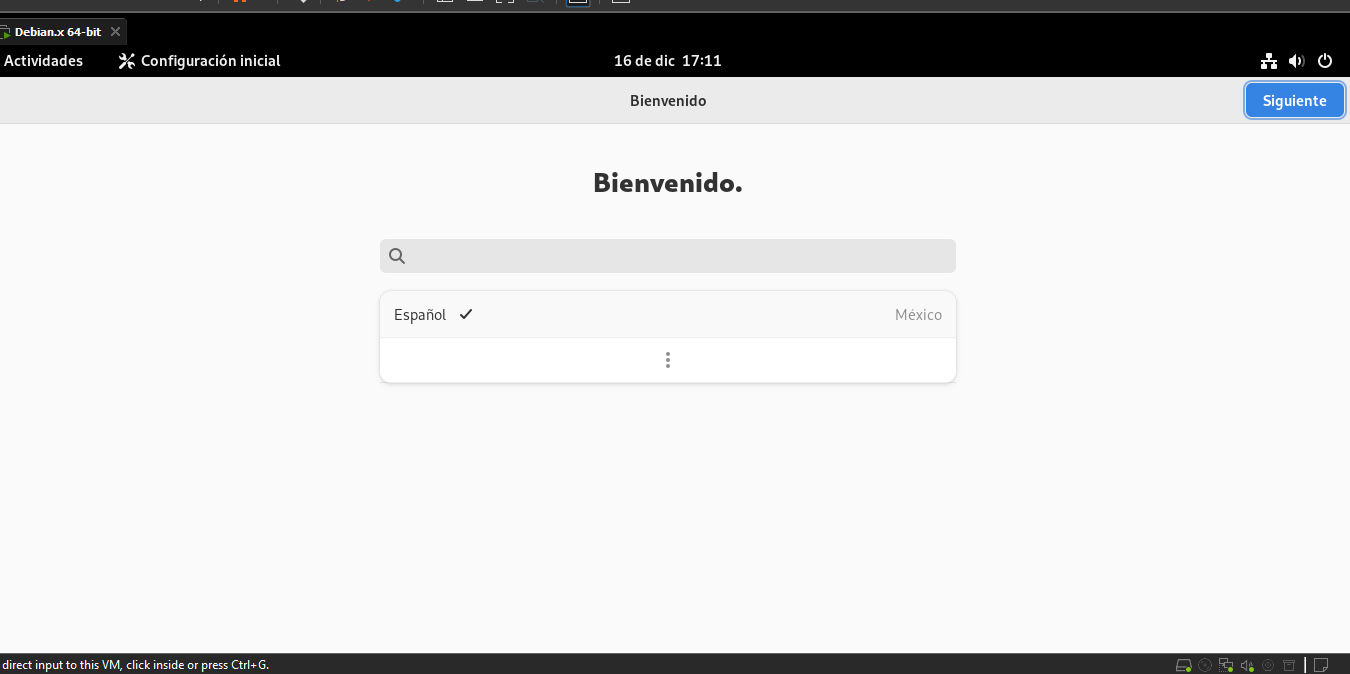 Debian.x 64-bit
Actividades Configuración inicial 16 de dic 17:11
Bienvenido Siguiente
Bienvenido.
Español México
direct input to this VM, click inside or press Ctrl+G.